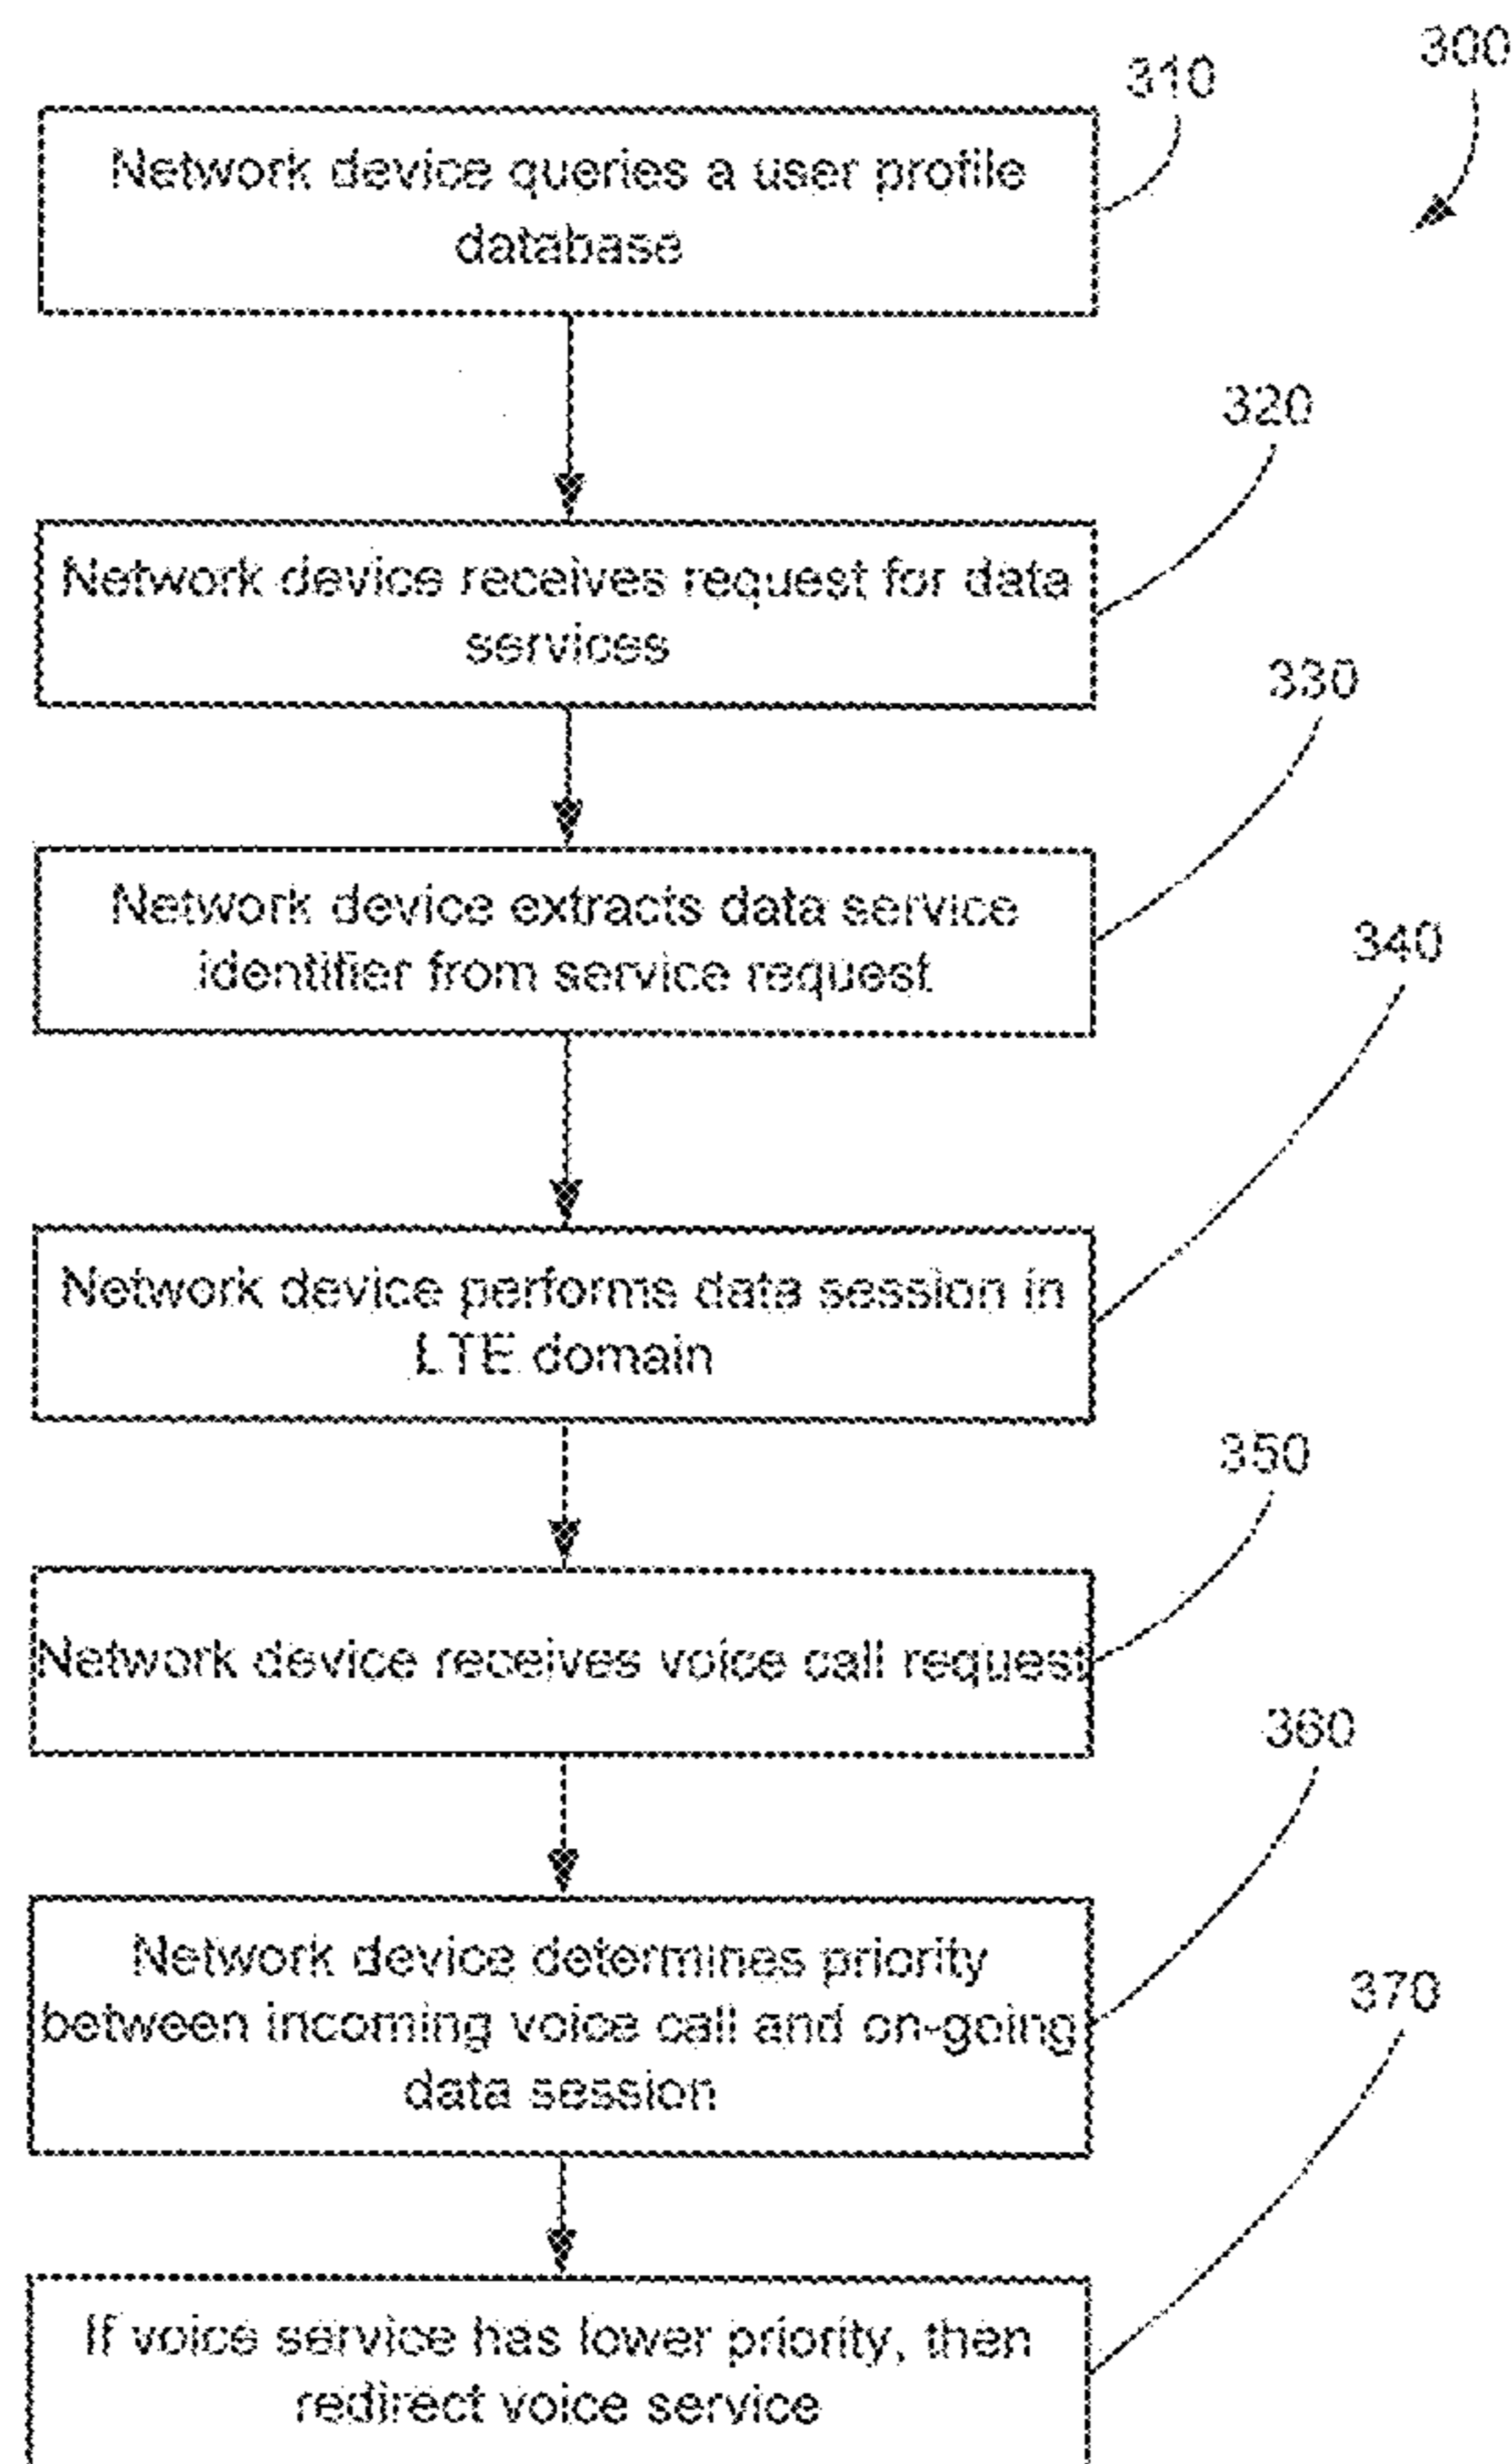 300
310
Network device queries a user profile
database
320
Network device receives request for data
services
330
Network device extracts data service
identifier from service request
340
Network device performs data session in
LTE domain
350
Network device receives voice call request
360
Network device determines priority
between incoming voice call and on-going
data session
370
If voice service has lower priority, then
redirect voice service